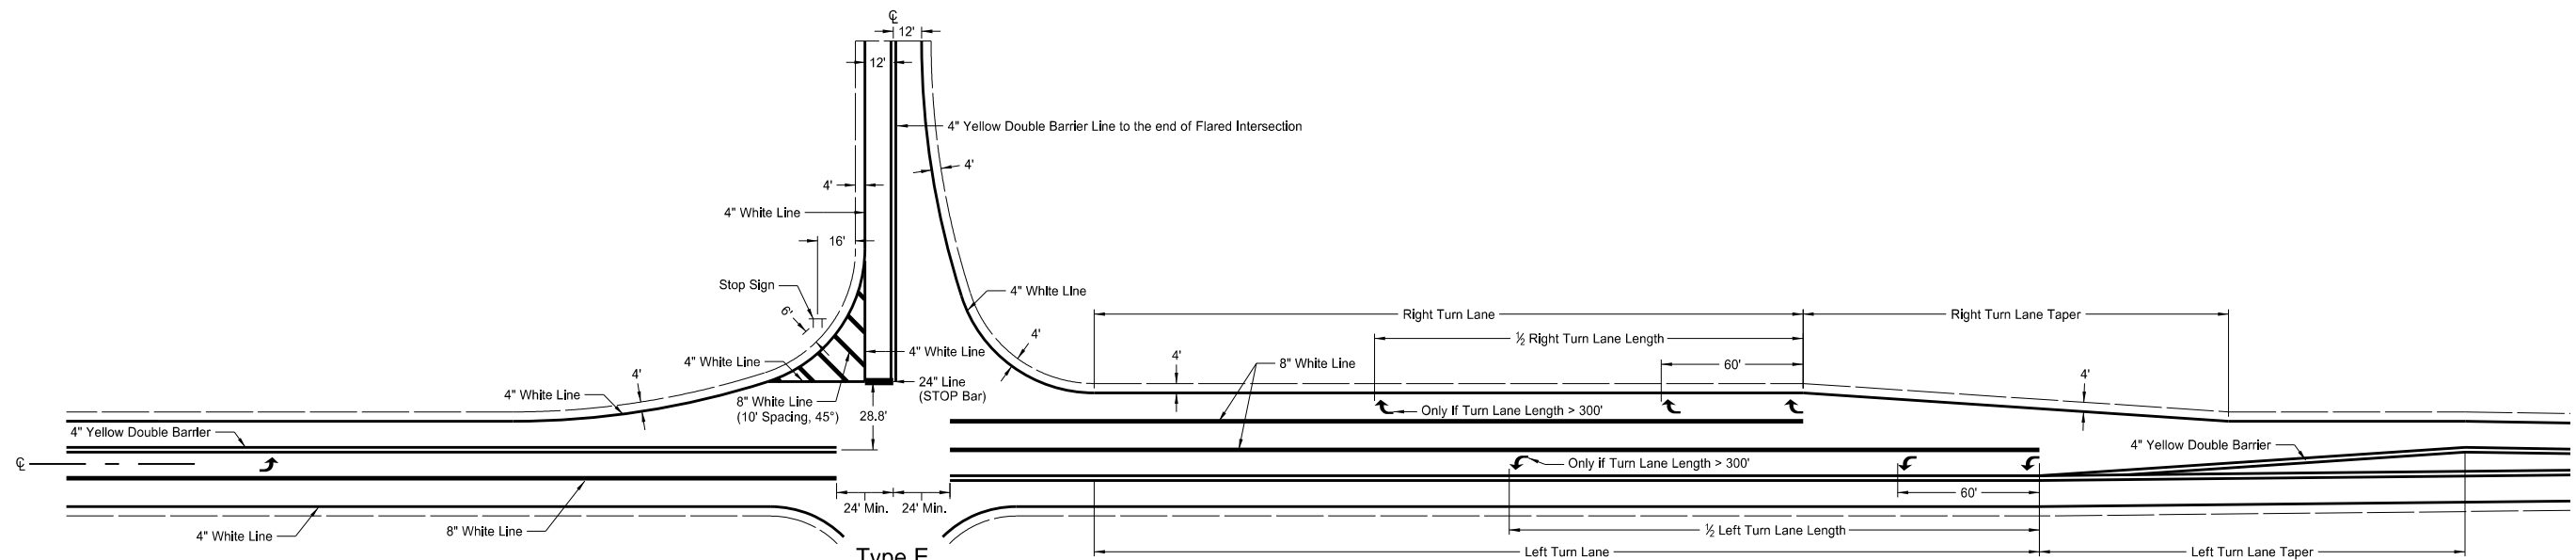 ℄
12'
12'
4" Yellow Double Barrier Line to the end of Flared Intersection
4'
4'
4" White Line
16'
Stop Sign
6'
4" White Line
Right Turn Lane
Right Turn Lane Taper
4'
½ Right Turn Lane Length
4" White Line
4" White Line
4'
8" White Line
60'
4'
4'
24" Line
(STOP Bar)
4" White Line
8" White Line
(10' Spacing, 45°)
28.8'
Only If Turn Lane Length > 300'
4" Yellow Double Barrier
4" Yellow Double Barrier
℄
Only if Turn Lane Length > 300'
60'
24' Min.
24' Min.
4" White Line
8" White Line
½ Left Turn Lane Length
Type E
Left Turn Lane
Left Turn Lane Taper